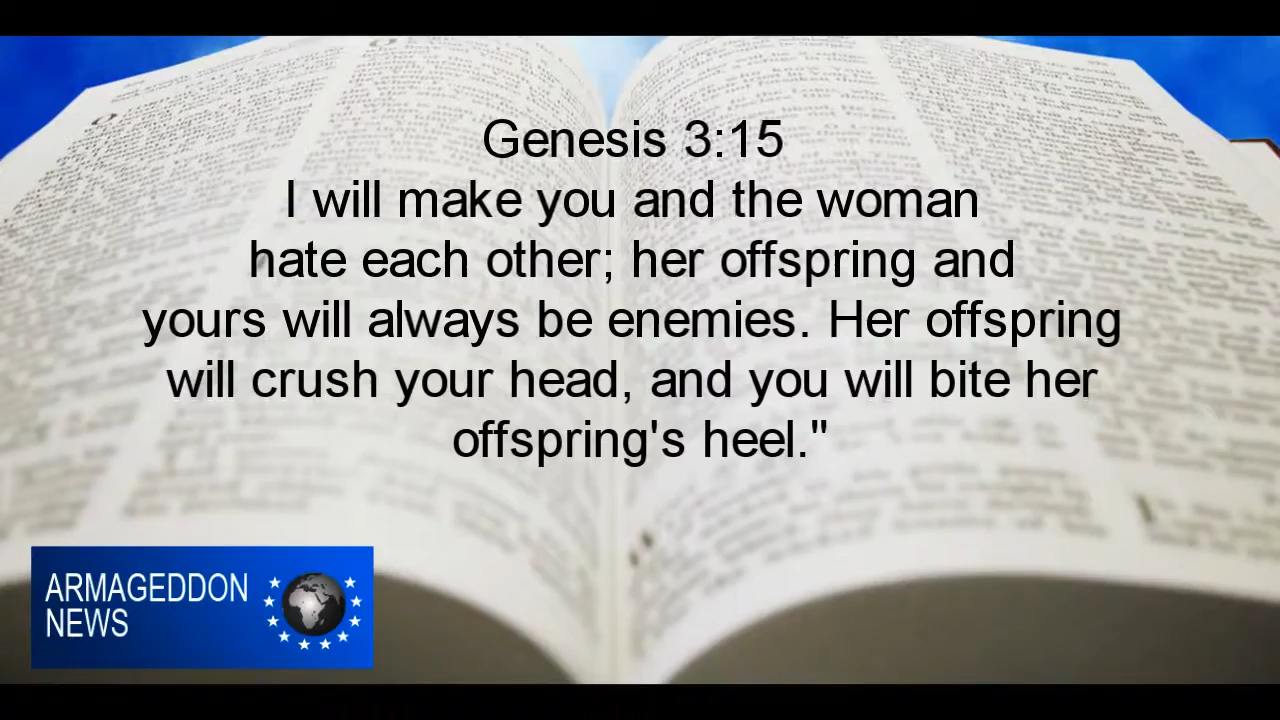 Genesis 3:15
I will make you and the woman
hate each other; her offspring and
yours will always be enemies. Her offspring
will crush your head, and you will bite her
offspring's heel."
ARMAGEDDON
NEWS